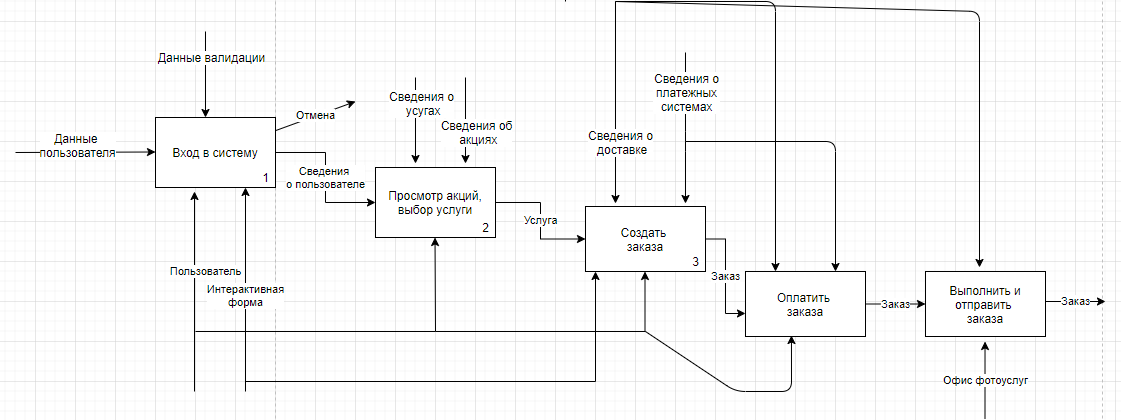 Данные валидации
Данные
пользователя
Вход в систему
1
Отмена
Сведения
о пользователе
Сведения о
усугах
Сведения об
акциях
Просмотр акций,
выбор услуги
2
Услуга
Сведения о
доставке
Сведения о
платежных
системах
Создать
заказа
3
Заказ
Оплатить
заказа
Заказ
Выполнить и
отправить
заказа
Заказ
Пользователь
Интерактивная
форма
Офис фотоуслуг